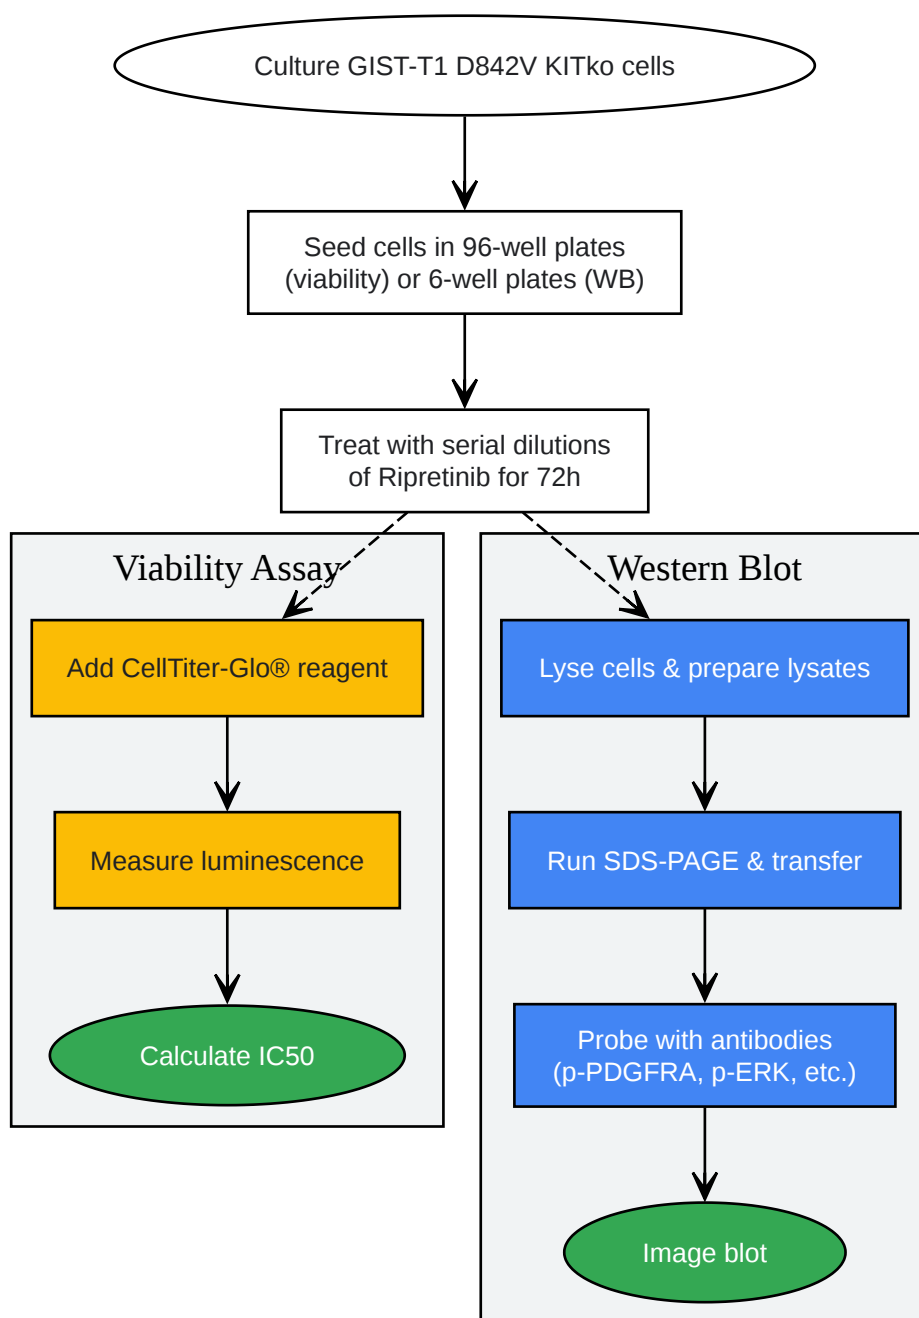 Culture GIST-T1 D842V KITko cells
Seed cells in 96-well plates
(viability) or 6-well plates (WB)
Treat with serial dilutions
of Ripretinib for 72h
Viability Assay
Add CellTiter-Glo® reagent
Measure luminescence
Calculate IC50
Western Blot
Lyse cells & prepare lysates
Run SDS-PAGE & transfer
Probe with antibodies
(p-PDGFRA, p-ERK, etc.)
Image blot